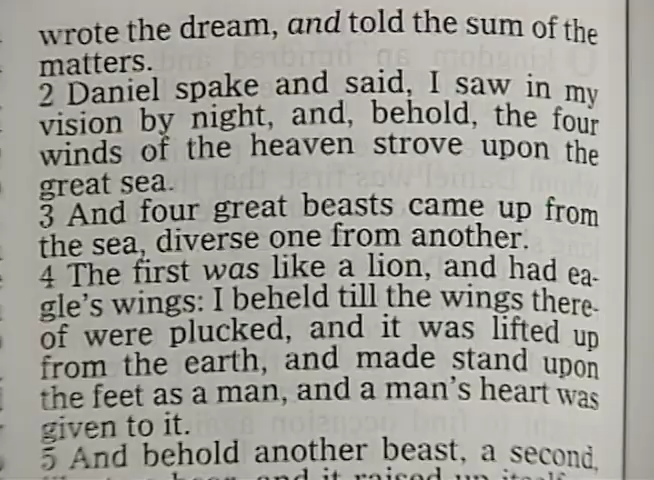 wrote the dream, and told the sum of the
matters.
2 Daniel spake and said, I saw in my
vision by night, and, behold, the four
winds of the heaven strove upon the
great sea.
3 And four great beasts came up from
the sea, diverse one from another.
4 The first was like a lion, and had ea-
gle's wings: I beheld till the wings there-
of were plucked, and it was lifted up
from the earth, and made stand upon
the feet as a man, and a man's heart was
given to it.
5 And behold another beast, a second,
and it raised up itself